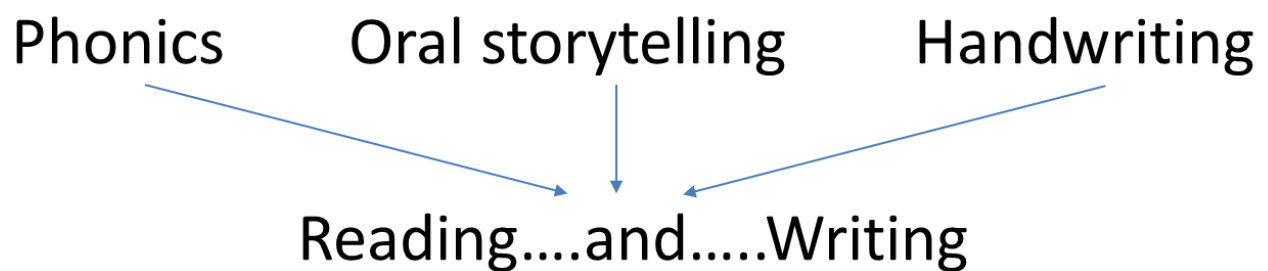 Phonics Oral storytelling Handwriting
Reading....and.....Writing